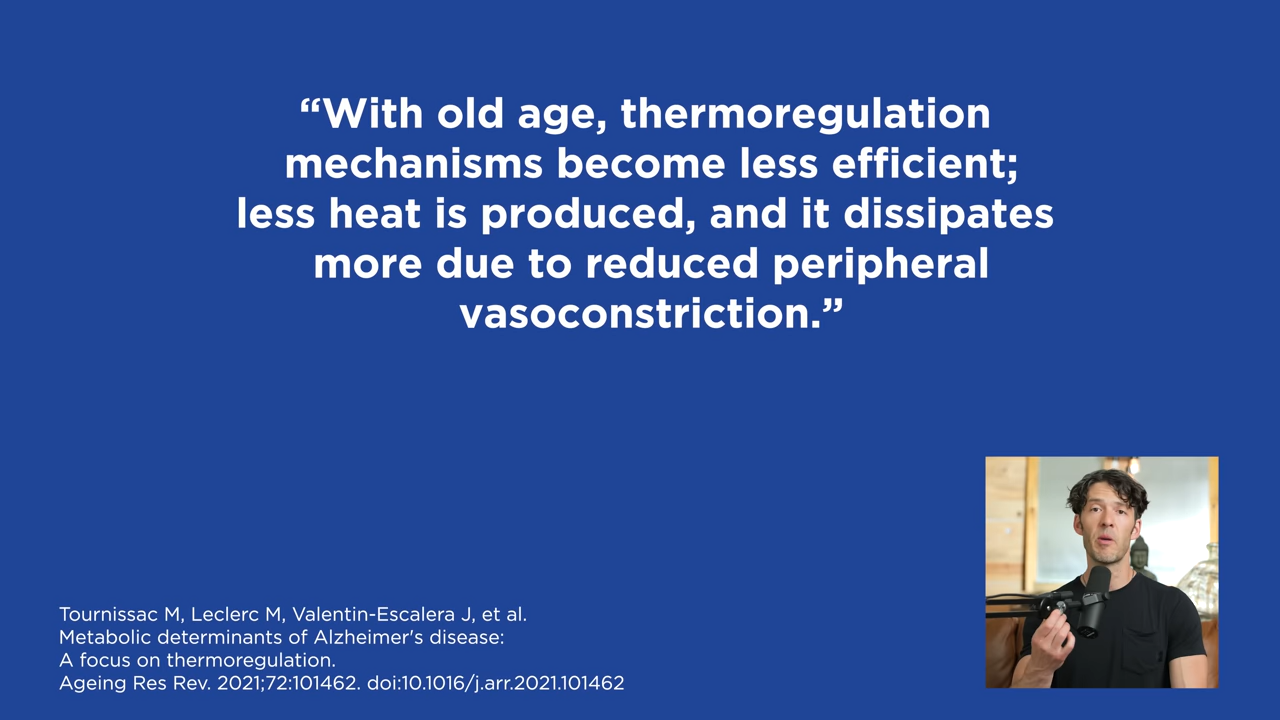 “With old age, thermoregulation
mechanisms become less efficient;
less heat is produced, and it dissipates
more due to reduced peripheral
vasoconstriction.”
Tournissac M, Leclerc M, Valentin-Escalera J, et al.
Metabolic determinants of Alzheimer's disease:
A focus on thermoregulation.
Ageing Res Rev. 2021;72:101462. doi:10.1016/j.arr.2021.101462